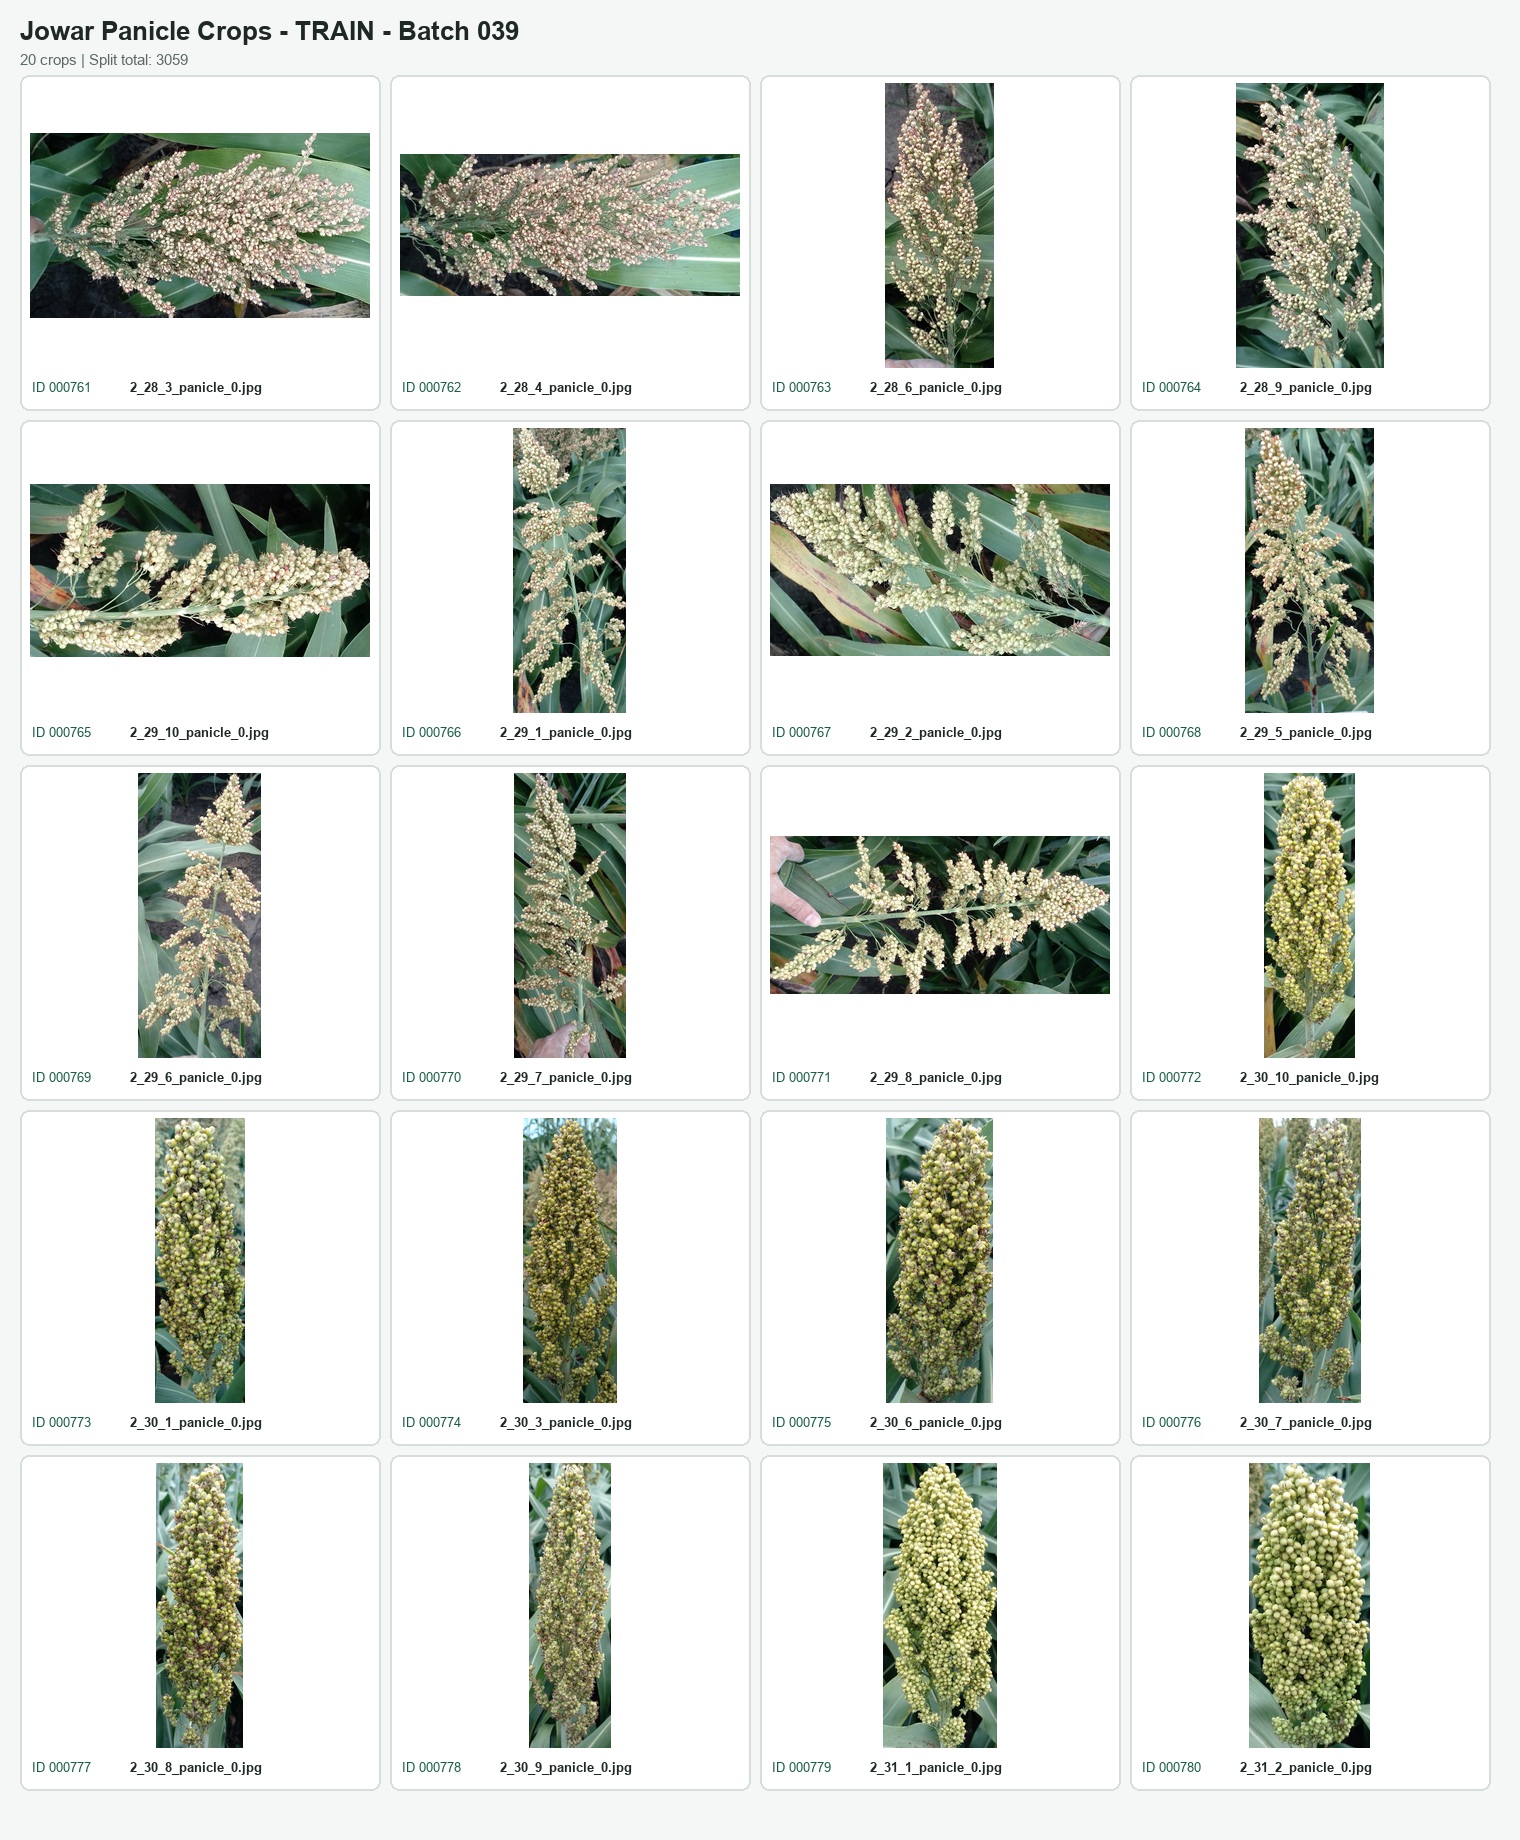 Jowar Panicle Crops - TRAIN - Batch 039
20 crops | Split total: 3059
ID 000761 2_28_3_panicle_0.jpg
ID 000762 2_28_4_panicle_0.jpg
ID 000763 2_28_6_panicle_0.jpg
ID 000764 2_28_9_panicle_0.jpg
ID 000765 2_29_10_panicle_0.jpg
ID 000766 2_29_1_panicle_0.jpg
ID 000767 2_29_2_panicle_0.jpg
ID 000768 2_29_5_panicle_0.jpg
ID 000769 2_29_6_panicle_0.jpg
ID 000770 2_29_7_panicle_0.jpg
ID 000771 2_29_8_panicle_0.jpg
ID 000772 2_30_10_panicle_0.jpg
ID 000773 2_30_1_panicle_0.jpg
ID 000774 2_30_3_panicle_0.jpg
ID 000775 2_30_6_panicle_0.jpg
ID 000776 2_30_7_panicle_0.jpg
ID 000777 2_30_8_panicle_0.jpg
ID 000778 2_30_9_panicle_0.jpg
ID 000779 2_31_1_panicle_0.jpg
ID 000780 2_31_2_panicle_0.jpg